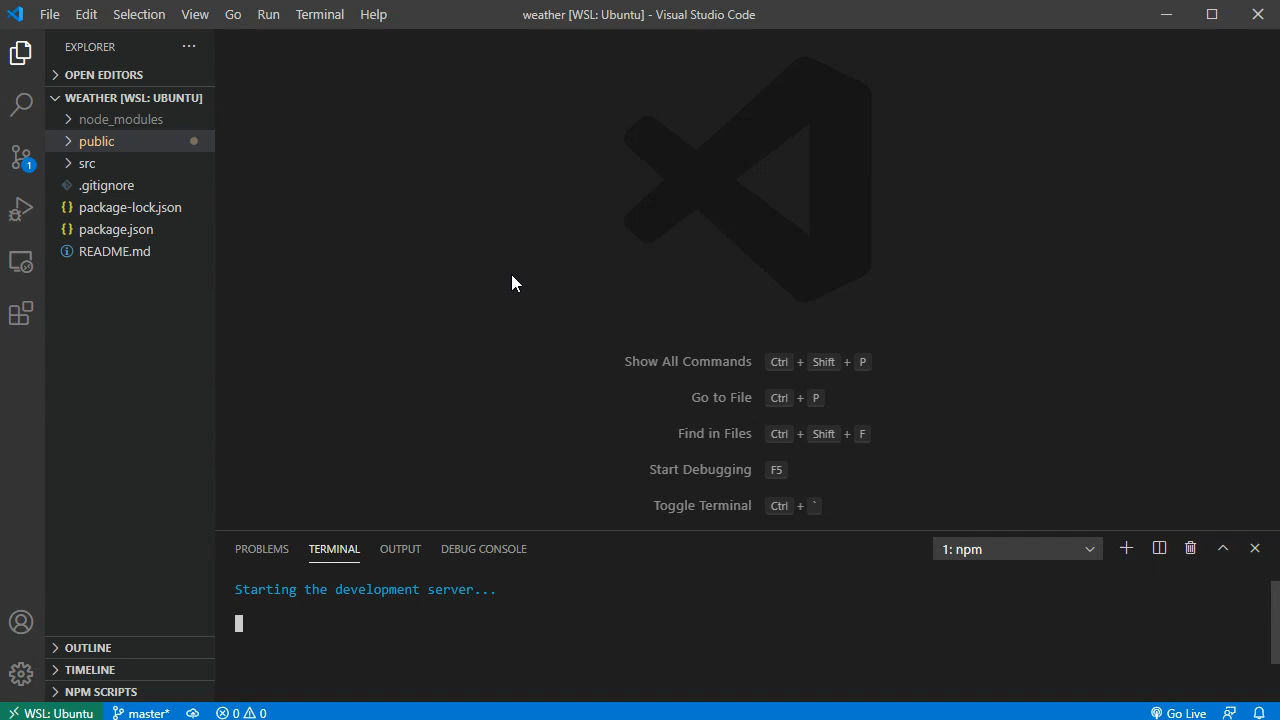 File Edit Selection View Go Run Terminal Help
weather [WSL: Ubuntu] - Visual Studio Code
EXPLORER
OPEN EDITORS
WEATHER [WSL: UBUNTU]
node_modules
public
src
1
.gitignore
{} package-lock.json
{} package.json
README.md
Show All Commands Ctrl + Shift + P
Go to File Ctrl + P
Find in Files Ctrl + Shift + F
Start Debugging F5
Toggle Terminal Ctrl + `
PROBLEMS TERMINAL OUTPUT DEBUG CONSOLE 1: npm
Starting the development server...
OUTLINE
TIMELINE
NPM SCRIPTS
WSL: Ubuntu master* 0 0 Go Live